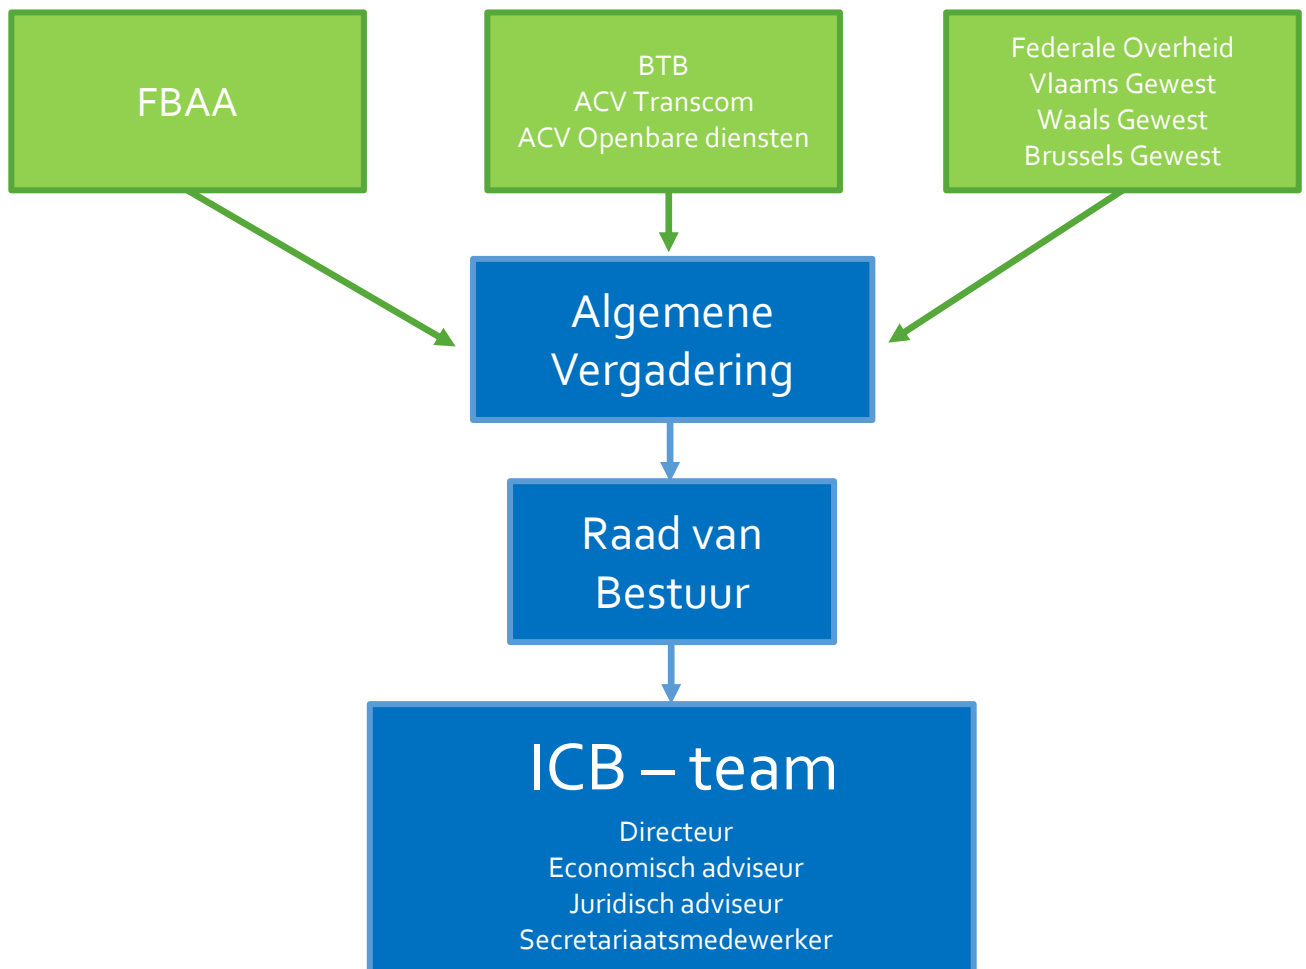 FBAA
BTB
ACV Transcom
ACV Openbare diensten
Federale Overheid
Vlaams Gewest
Waals Gewest
Brussels Gewest
Algemene
Vergadering
Raad van
Bestuur
ICB – team
Directeur
Economisch adviseur
Juridisch adviseur
Secretariaatsmedewerker